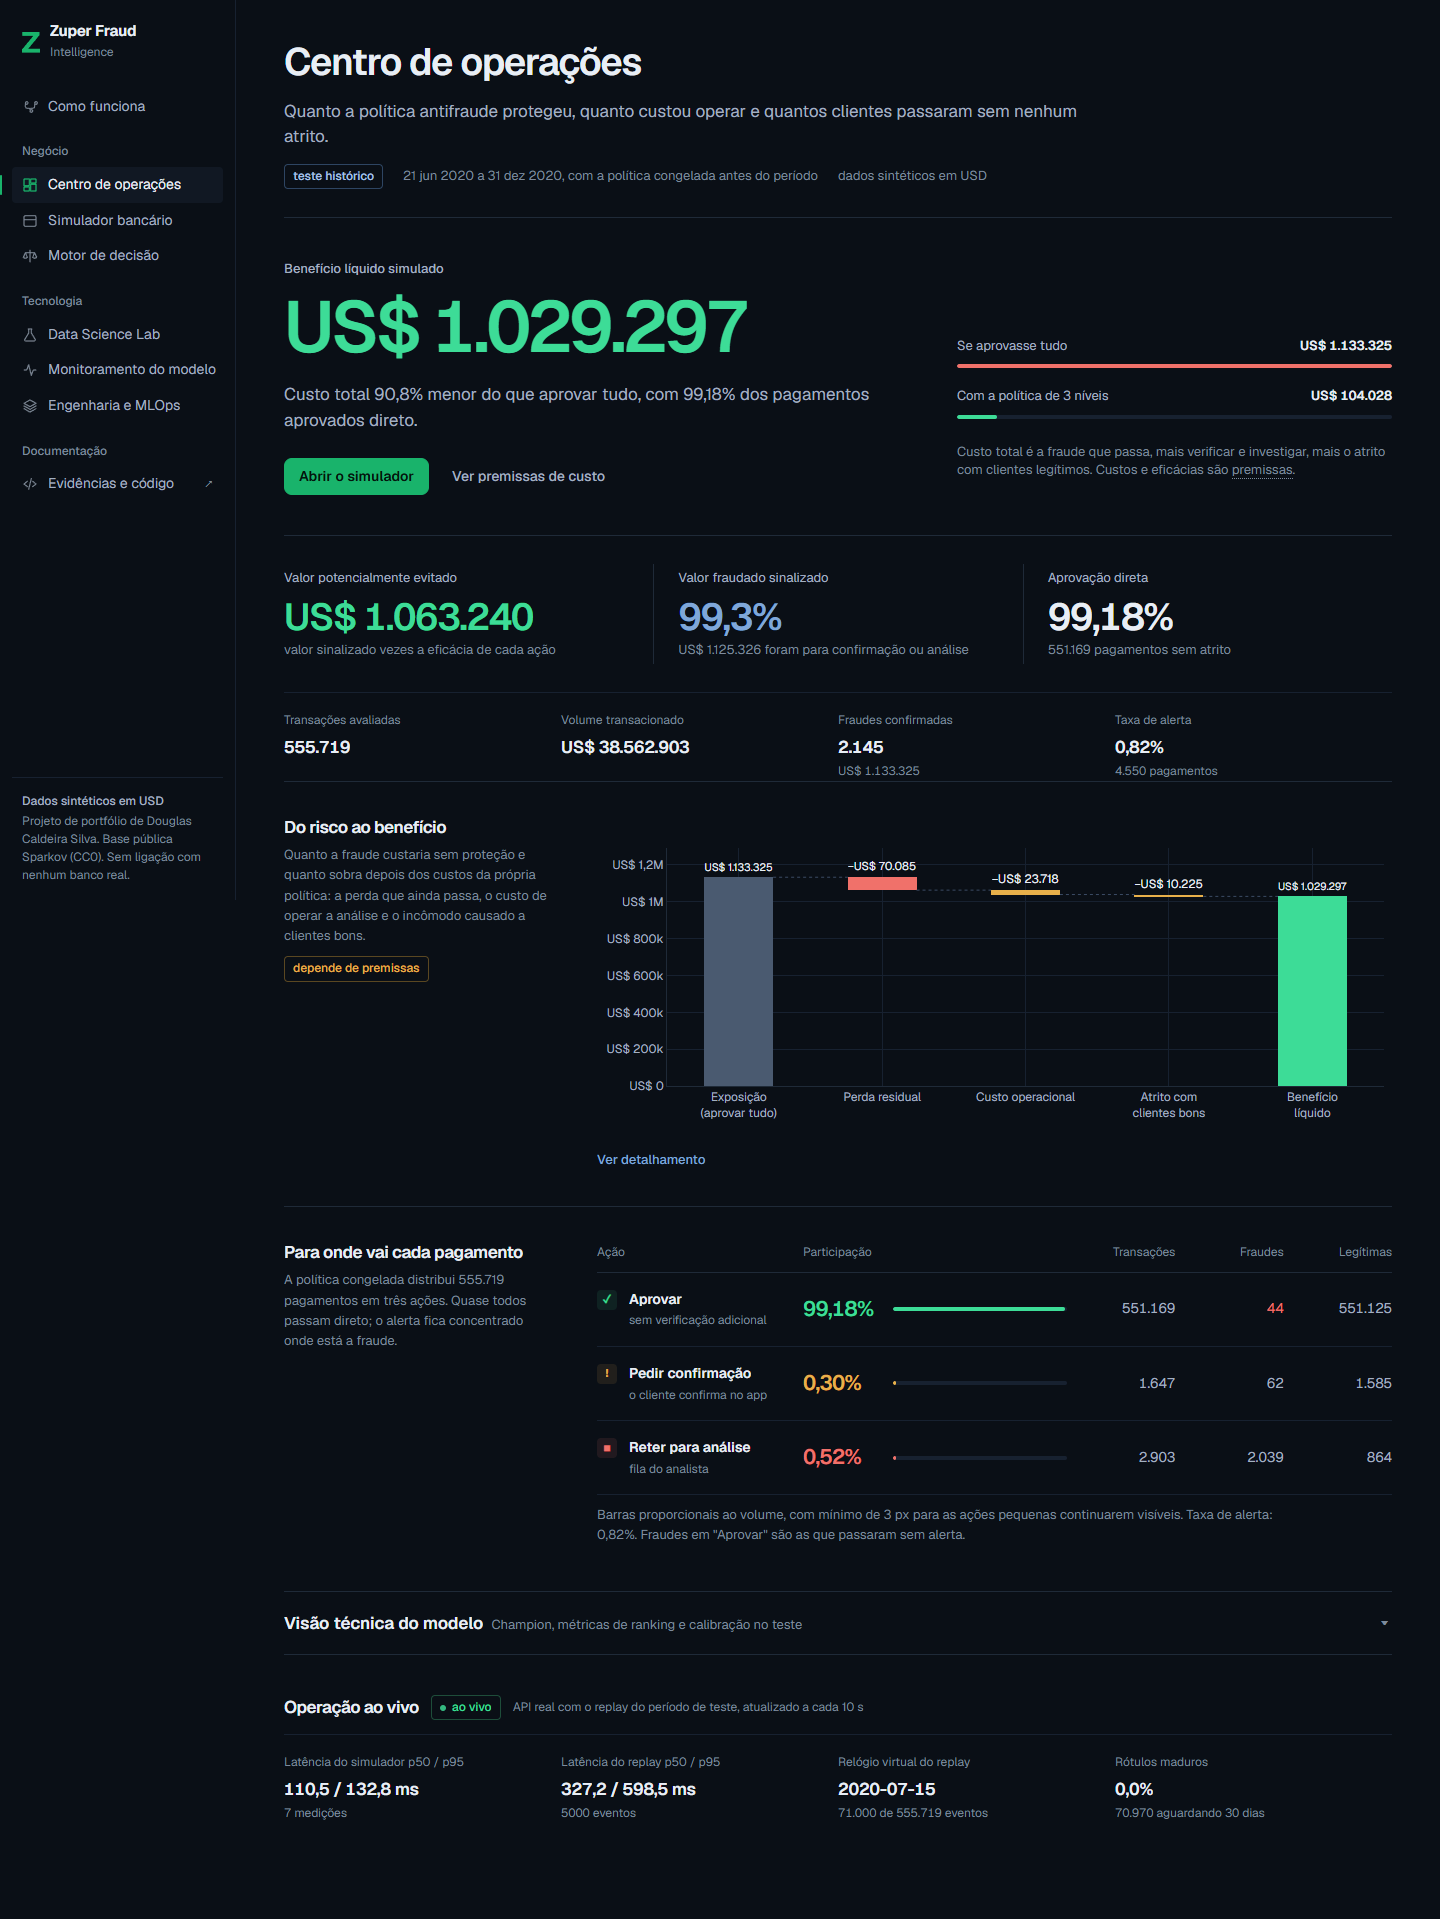 Zuper Fraud
Intelligence
Como funciona
Negócio
Centro de operações
Simulador bancário
Motor de decisão
Tecnologia
Data Science Lab
Monitoramento do modelo
Engenharia e MLOps
Documentação
Evidências e código ↗
Dados sintéticos em USD
Projeto de portfólio de Douglas
Caldeira Silva. Base pública
Sparkov (CC0). Sem ligação com
nenhum banco real.
Centro de operações
Quanto a política antifraude protegeu, quanto custou operar e quantos clientes passaram sem nenhum
atrito.
teste histórico 21 jun 2020 a 31 dez 2020, com a política congelada antes do período dados sintéticos em USD
Benefício líquido simulado
US$ 1.029.297
Custo total 90,8% menor do que aprovar tudo, com 99,18% dos pagamentos
aprovados direto.
Abrir o simulador Ver premissas de custo
Se aprovasse tudo US$ 1.133.325
Com a política de 3 níveis US$ 104.028
Custo total é a fraude que passa, mais verificar e investigar, mais o atrito
com clientes legítimos. Custos e eficácias são premissas.
Valor potencialmente evitado
US$ 1.063.240
valor sinalizado vezes a eficácia de cada ação
Valor fraudado sinalizado
99,3%
US$ 1.125.326 foram para confirmação ou análise
Aprovação direta
99,18%
551.169 pagamentos sem atrito
Transações avaliadas
555.719
Volume transacionado
US$ 38.562.903
Fraudes confirmadas
2.145
US$ 1.133.325
Taxa de alerta
0,82%
4.550 pagamentos
Do risco ao benefício
Quanto a fraude custaria sem proteção e
quanto sobra depois dos custos da própria
política: a perda que ainda passa, o custo de
operar a análise e o incômodo causado a
clientes bons.
depende de premissas
US$ 1,2M
US$ 1M
US$ 800k
US$ 600k
US$ 400k
US$ 200k
US$ 0
US$ 1.133.325
−US$ 70.085
−US$ 23.718
−US$ 10.225
US$ 1.029.297
Exposição
(aprovar tudo)
Perda residual
Custo operacional
Atrito com
clientes bons
Benefício
líquido
Ver detalhamento
Para onde vai cada pagamento
A política congelada distribui 555.719
pagamentos em três ações. Quase todos
passam direto; o alerta fica concentrado
onde está a fraude.
Ação Participação Transações Fraudes Legítimas
✓ Aprovar
sem verificação adicional
99,18% 551.169 44 551.125
! Pedir confirmação
o cliente confirma no app
0,30% 1.647 62 1.585
Reter para análise
fila do analista
0,52% 2.903 2.039 864
Barras proporcionais ao volume, com mínimo de 3 px para as ações pequenas continuarem visíveis. Taxa de alerta:
0,82%. Fraudes em "Aprovar" são as que passaram sem alerta.
Visão técnica do modelo Champion, métricas de ranking e calibração no teste
Operação ao vivo ao vivo API real com o replay do período de teste, atualizado a cada 10 s
Latência do simulador p50 / p95
110,5 / 132,8 ms
7 medições
Latência do replay p50 / p95
327,2 / 598,5 ms
5000 eventos
Relógio virtual do replay
2020-07-15
71.000 de 555.719 eventos
Rótulos maduros
0,0%
70.970 aguardando 30 dias